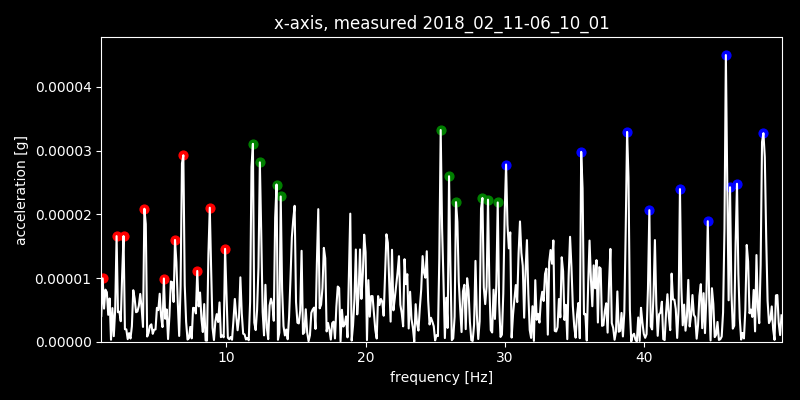 x-axis, measured 2018_02_11-06_10_01
acceleration [g]
0.00004
0.00003
0.00002
0.00001
0.00000
10 20 30 40
frequency [Hz]